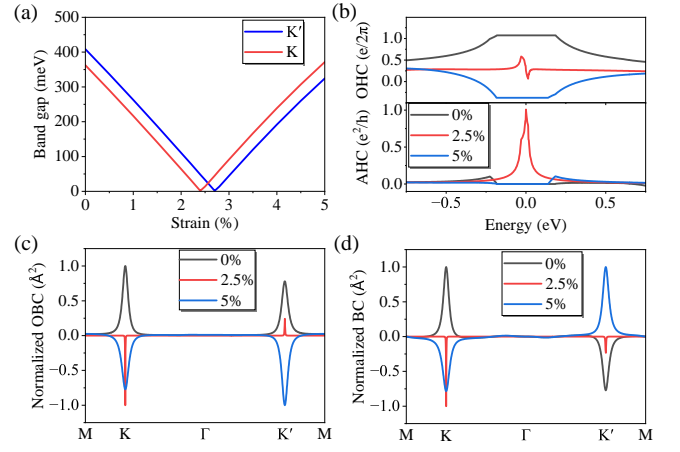 (a)
500
400
300
200
100
0
Band gap (meV)
K′
K
0 1 2 3 4 5
Strain (%)
(b)
1.0
0.5
0.0
OHC (e/2π)
1.0
0.5
0.0
AHC (e²/h)
0%
2.5%
5%
−0.5 0.0 0.5
Energy (eV)
(c)
1.0
0.5
0.0
−0.5
−1.0
Normalized OBC (Å²)
0%
2.5%
5%
M K Γ K′ M
(d)
1.0
0.5
0.0
−0.5
−1.0
Normalized BC (Å²)
0%
2.5%
5%
M K Γ K′ M